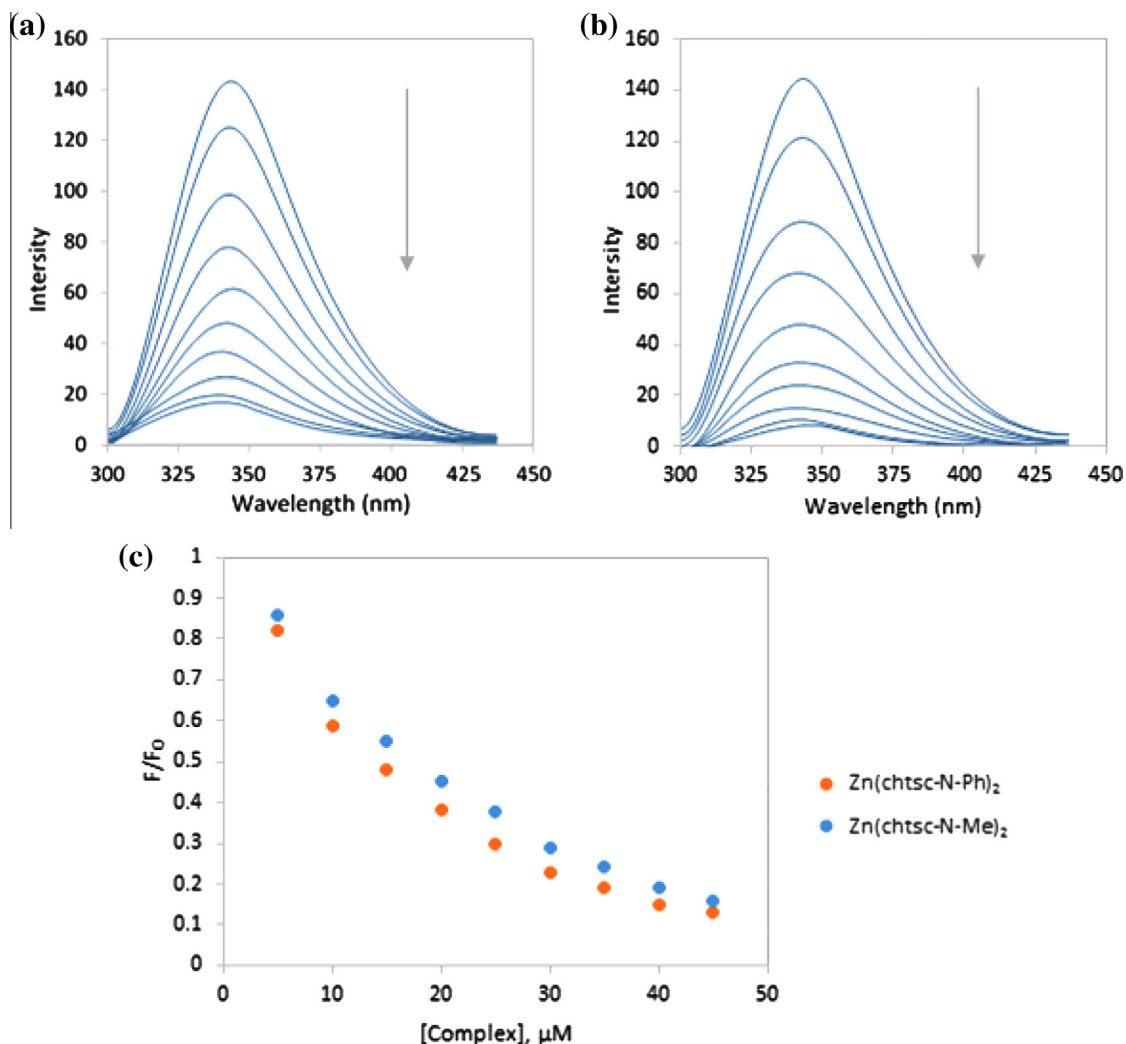 (a)
160
140
120
100
80
60
40
20
0
Intersity
300 325 350 375 400 425 450
Wavelength (nm)
(b)
160
140
120
100
80
60
40
20
0
Intensity
300 325 350 375 400 425 450
Wavelength (nm)
(c)
1
0.9
0.8
0.7
0.6
0.5
0.4
0.3
0.2
0.1
0
F/F₀
0 10 20 30 40 50
[Complex], µM
Zn(chtsc-N-Ph)₂
Zn(chtsc-N-Me)₂